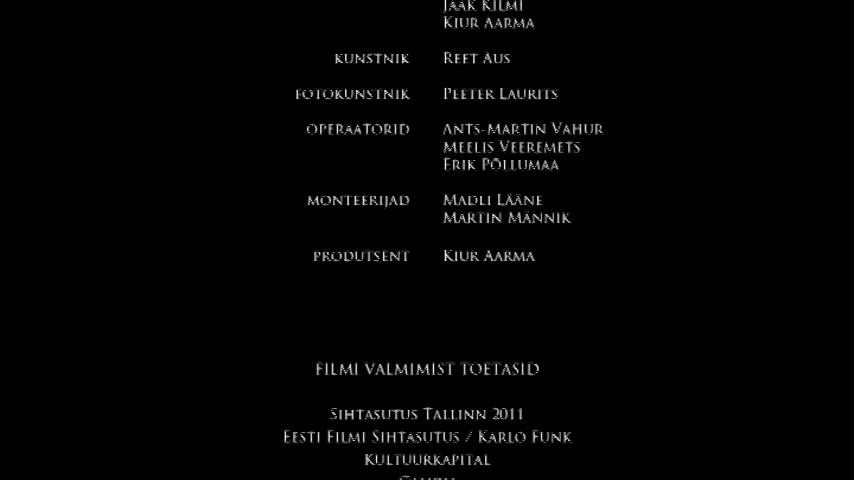 JAAK KILMI
KIUR AARMA
KUNSTNIK REET AUS
FOTOKUNSTNIK PEETER LAURITS
OPERAATORID ANTS-MARTIN VAHUR
MEELIS VEEREMETS
ERIK PÕLLUMAA
MONTEERIJAD MADLI LÄÄNE
MARTIN MÄNNIK
PRODUTSENT KIUR AARMA
FILMI VALMIMIST TOETASID
SIHTASUTUS TALLINN 2011
EESTI FILMI SIHTASUTUS / KARLO FUNK
KULTUURKAPITAL